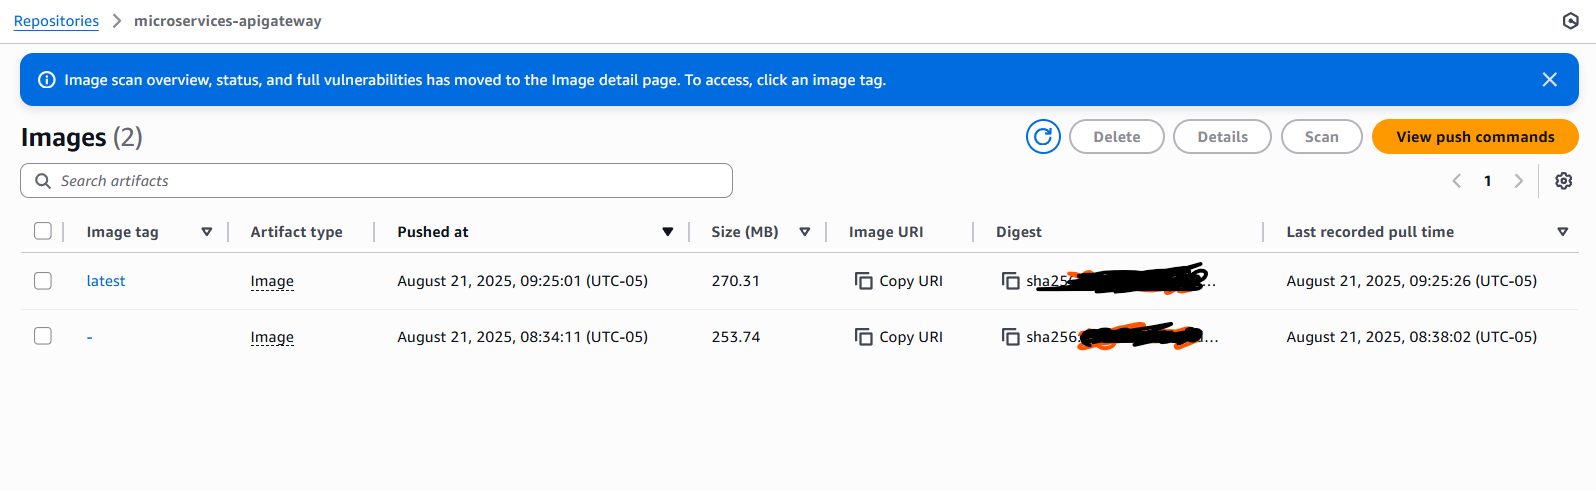 Repositories > microservices-apigateway
Image scan overview, status, and full vulnerabilities has moved to the Image detail page. To access, click an image tag.
Images (2) Delete Details Scan View push commands
Search artifacts 1
Image tag Artifact type Pushed at Size (MB) Image URI Digest Last recorded pull time
latest Image August 21, 2025, 09:25:01 (UTC-05) 270.31 Copy URI sha25 ... August 21, 2025, 09:25:26 (UTC-05)
- Image August 21, 2025, 08:34:11 (UTC-05) 253.74 Copy URI sha256 ... August 21, 2025, 08:38:02 (UTC-05)